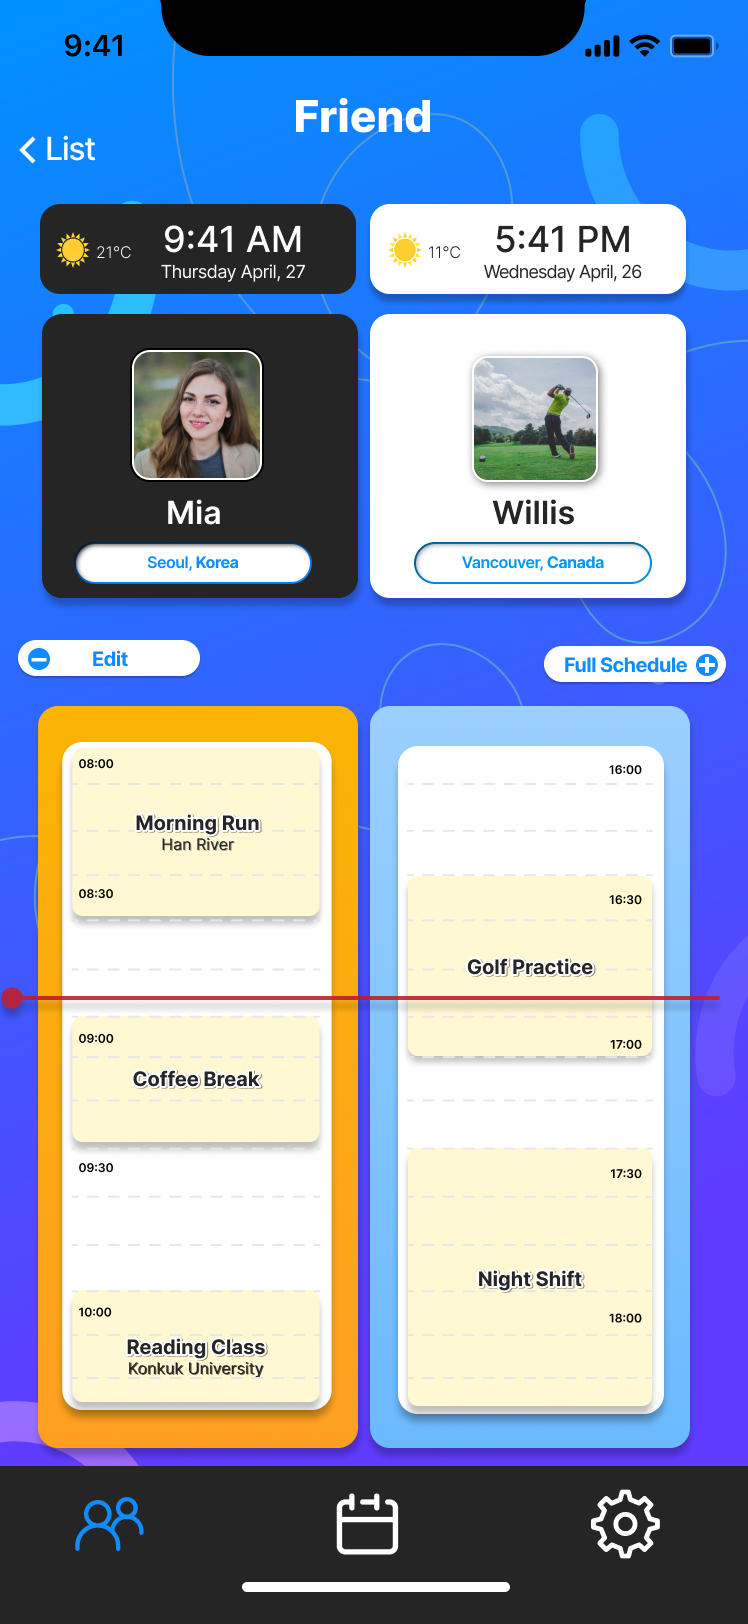 9:41
Friend
List
21°C
9:41 AM
Thursday April, 27
11°C
5:41 PM
Wednesday April, 26
Mia
Seoul, Korea
Willis
Vancouver, Canada
Edit
Full Schedule
08:00
Morning Run
Han River
08:30
09:00
Coffee Break
09:30
10:00
Reading Class
Konkuk University
16:00
16:30
Golf Practice
17:00
17:30
Night Shift
18:00